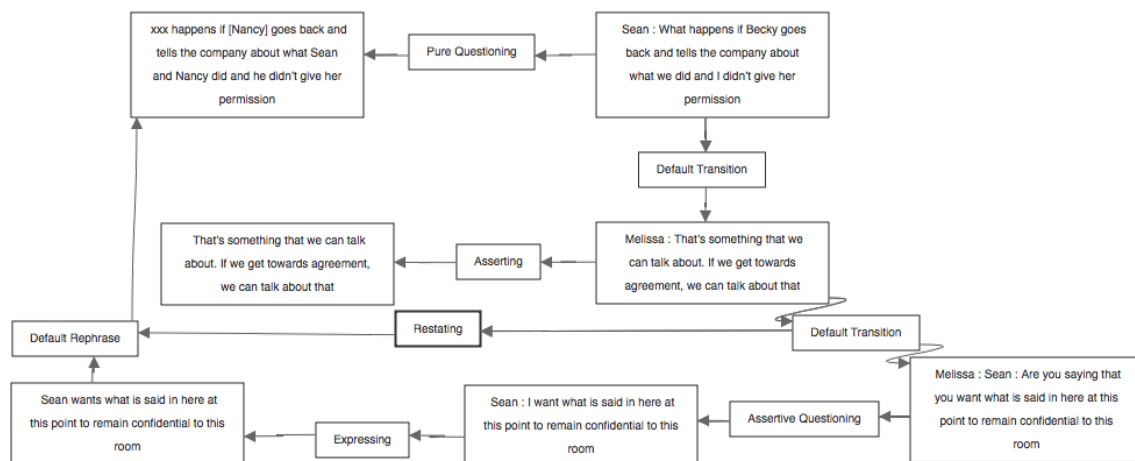 xxx happens if [Nancy] goes back and
tells the company about what Sean
and Nancy did and he didn't give her
permission
Pure Questioning
Sean : What happens if Becky goes
back and tells the company about
what we did and I didn't give her
permission
Default Transition
That's something that we can talk
about. If we get towards agreement,
we can talk about that
Asserting
Melissa : That's something that we
can talk about. If we get towards
agreement, we can talk about that
Default Rephrase
Restating
Default Transition
Sean wants what is said in here at
this point to remain confidential to this
room
Expressing
Sean : I want what is said in here at
this point to remain confidential to this
room
Assertive Questioning
Melissa : Sean : Are you saying that
you want what is said in here at this
point to remain confidential to this
room